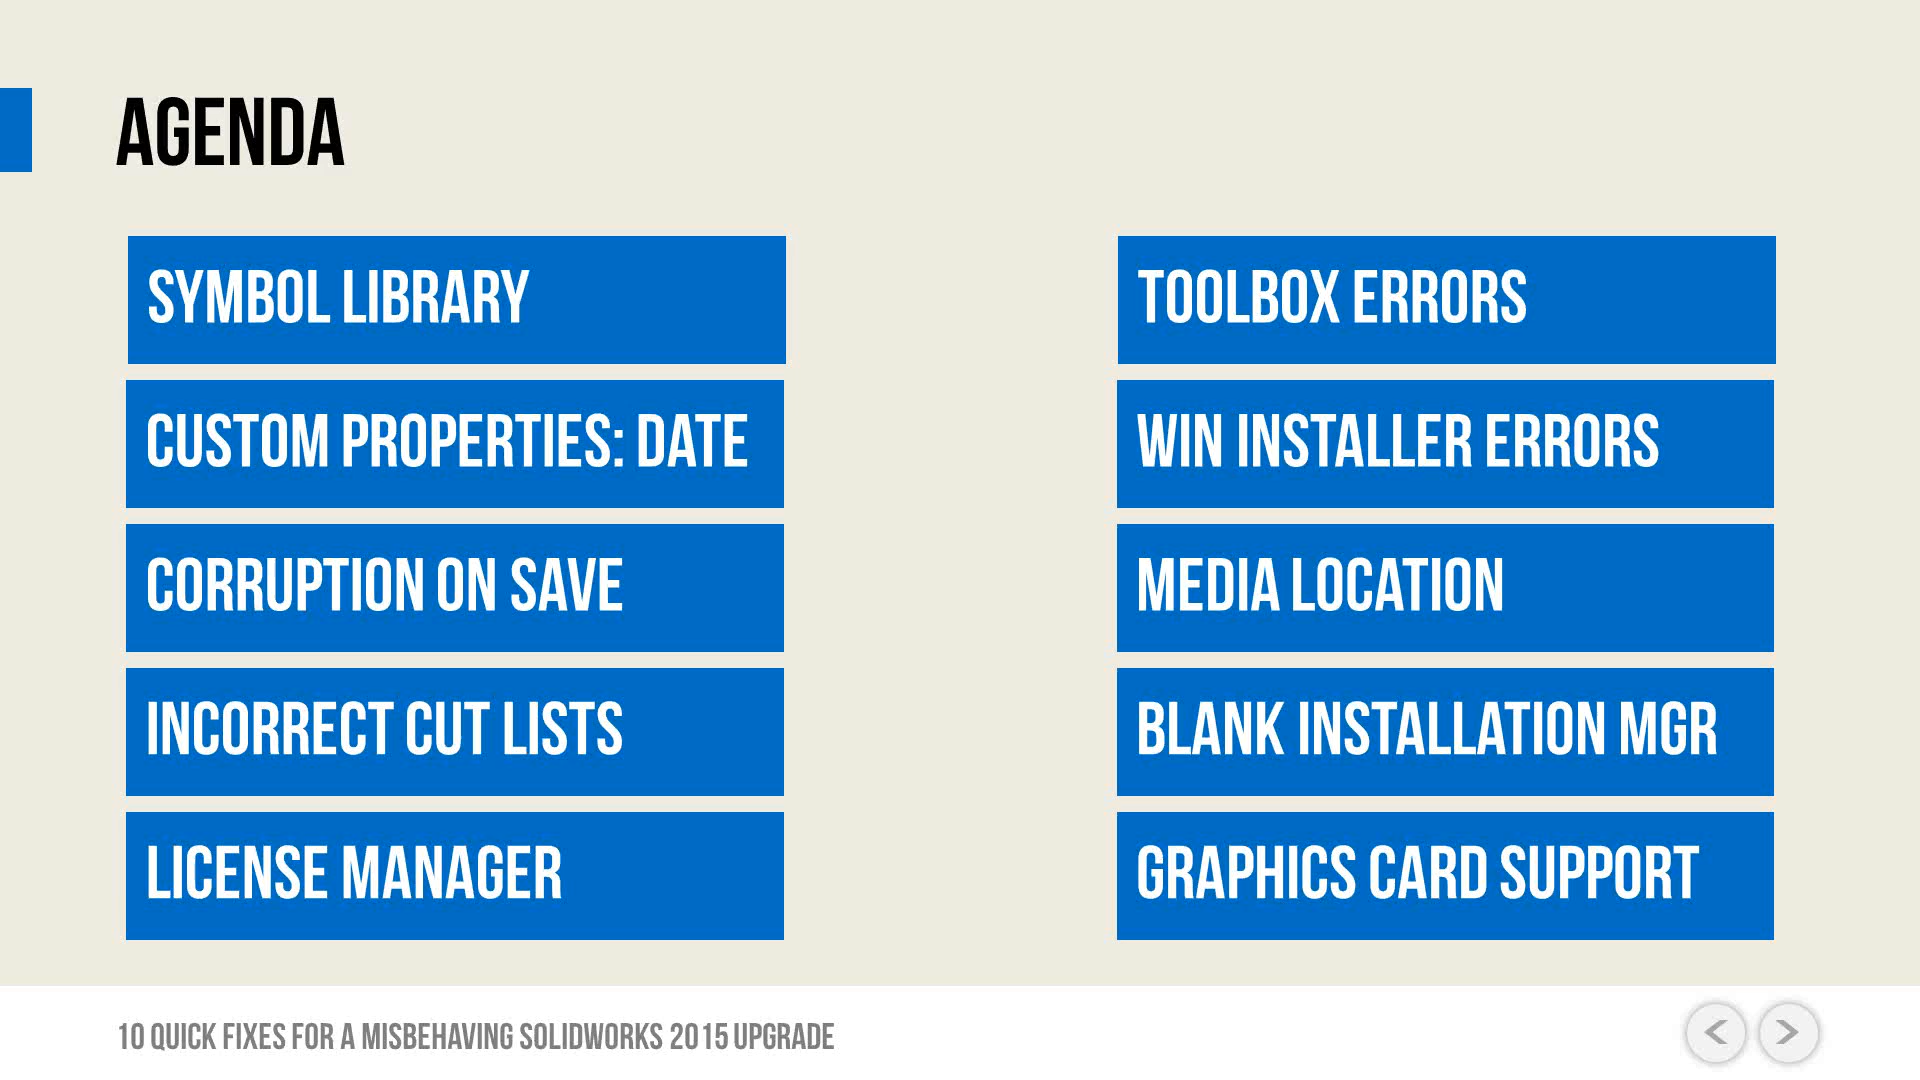 AGENDA
SYMBOL LIBRARY
CUSTOM PROPERTIES: DATE
CORRUPTION ON SAVE
INCORRECT CUT LISTS
LICENSE MANAGER
TOOLBOX ERRORS
WIN INSTALLER ERRORS
MEDIA LOCATION
BLANK INSTALLATION MGR
GRAPHICS CARD SUPPORT
10 QUICK FIXES FOR A MISBEHAVING SOLIDWORKS 2015 UPGRADE